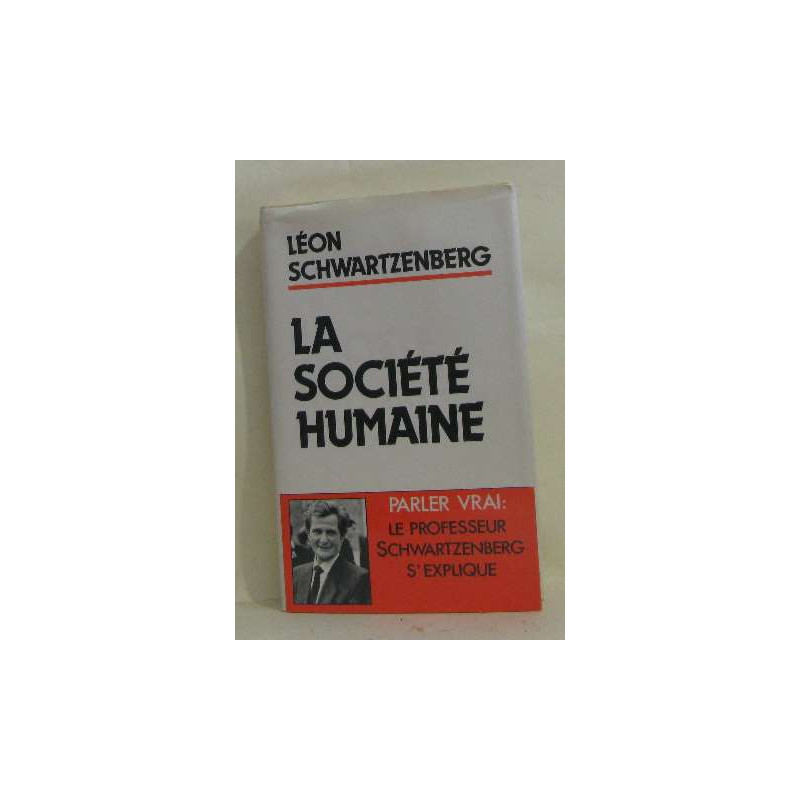 LÉON
SCHWARTZENBERG
LA
SOCIÉTÉ
HUMAINE
PARLER VRAI:
LE PROFESSEUR
SCHWARTZENBERG
S'EXPLIQUE